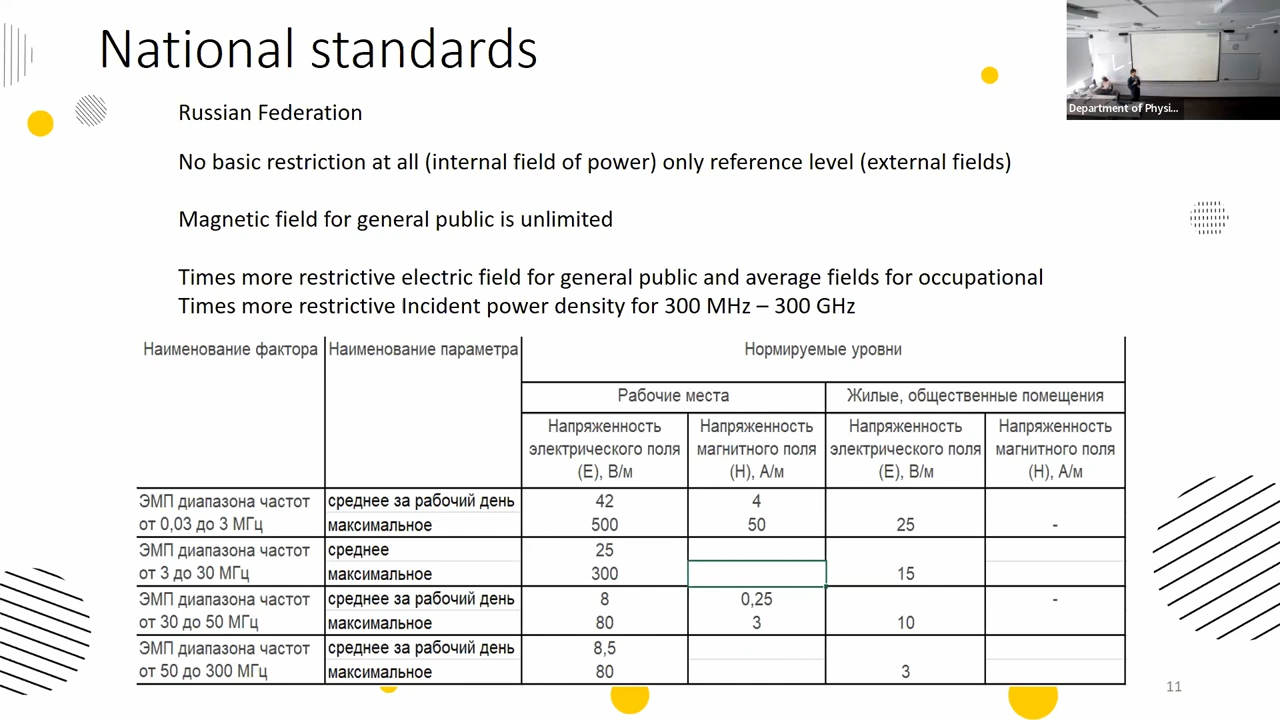 National standards
Department of Physi...
Russian Federation
No basic restriction at all (internal field of power) only reference level (external fields)
Magnetic field for general public is unlimited
Times more restrictive electric field for general public and average fields for occupational
Times more restrictive Incident power density for 300 MHz – 300 GHz
Наименование фактора Наименование параметра Нормируемые уровни
Рабочие места Жилые, общественные помещения
Напряженность Напряженность Напряженность Напряженность
электрического поля магнитного поля электрического поля магнитного поля
(E), В/м (H), А/м (E), В/м (H), А/м
ЭМП диапазона частот среднее за рабочий день 42 4
от 0,03 до 3 МГц максимальное 500 50 25 -
ЭМП диапазона частот среднее 25
от 3 до 30 МГц максимальное 300 15
ЭМП диапазона частот среднее за рабочий день 8 0,25 -
от 30 до 50 МГц максимальное 80 3 10
ЭМП диапазона частот среднее за рабочий день 8,5
от 50 до 300 МГц максимальное 80 3
11